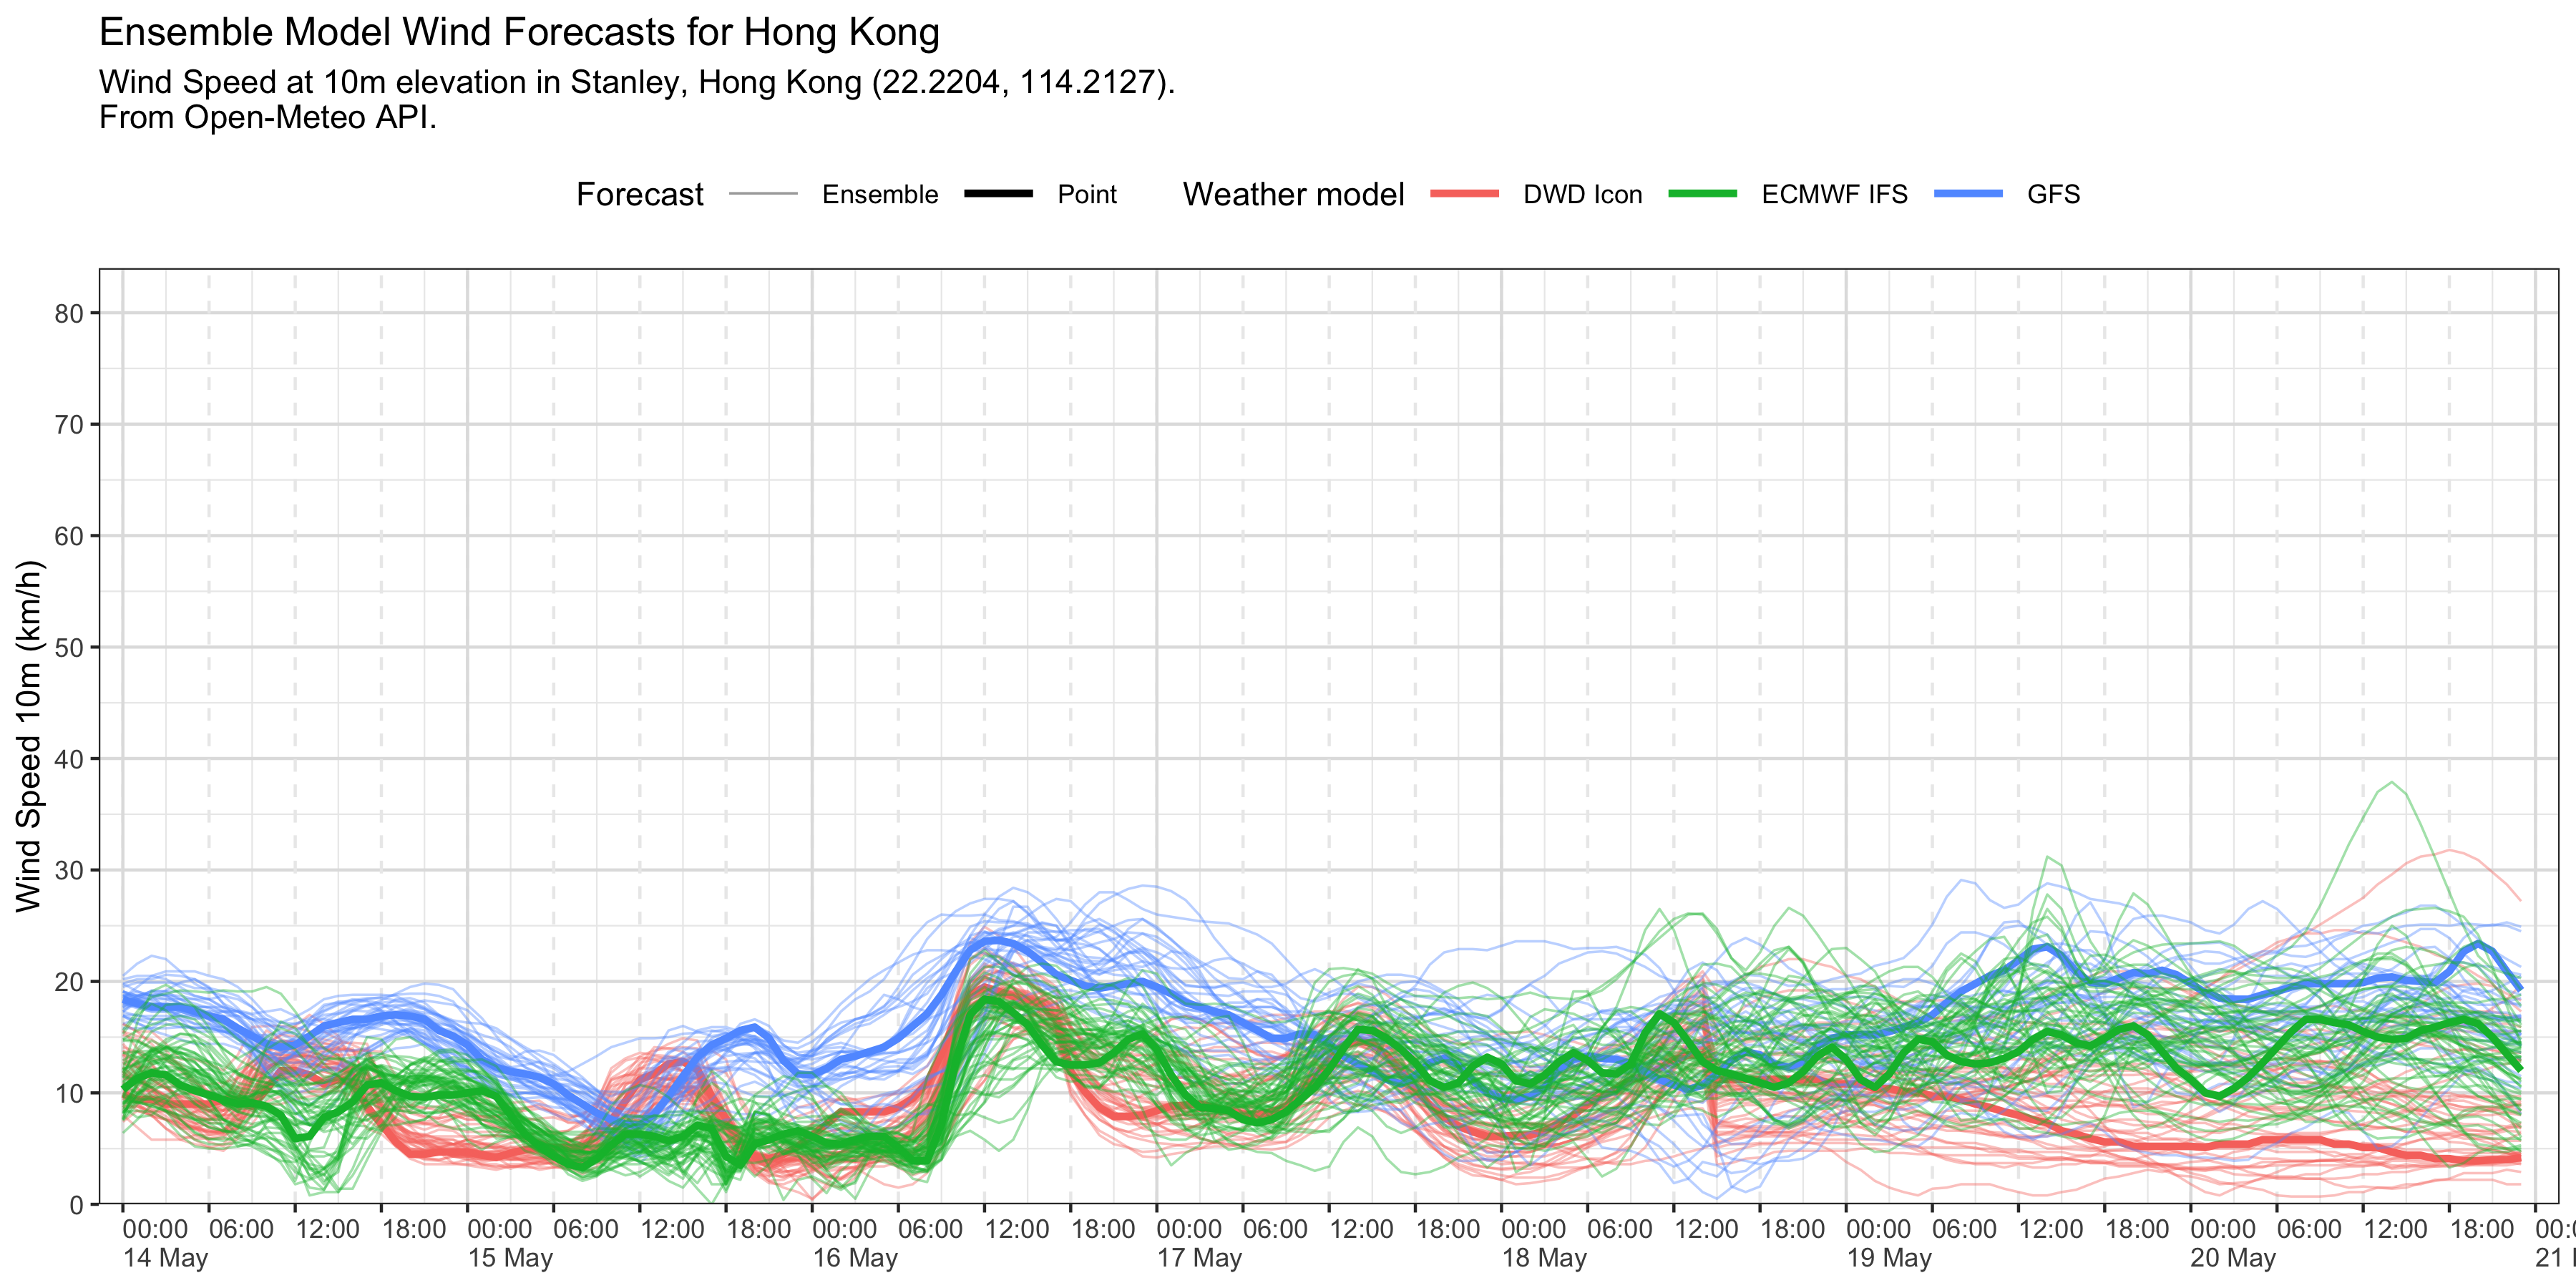 Ensemble Model Wind Forecasts for Hong Kong
Wind Speed at 10m elevation in Stanley, Hong Kong (22.2204, 114.2127).
From Open-Meteo API.
Forecast Ensemble Point Weather model DWD Icon ECMWF IFS GFS
Wind Speed 10m (km/h)
80
70
60
50
40
30
20
10
0
00:00 06:00 12:00 18:00 00:00 06:00 12:00 18:00 00:00 06:00 12:00 18:00 00:00 06:00 12:00 18:00 00:00 06:00 12:00 18:00 00:00 06:00 12:00 18:00 00:00 06:00 12:00 18:00
14 May 15 May 16 May 17 May 18 May 19 May 20 May 21